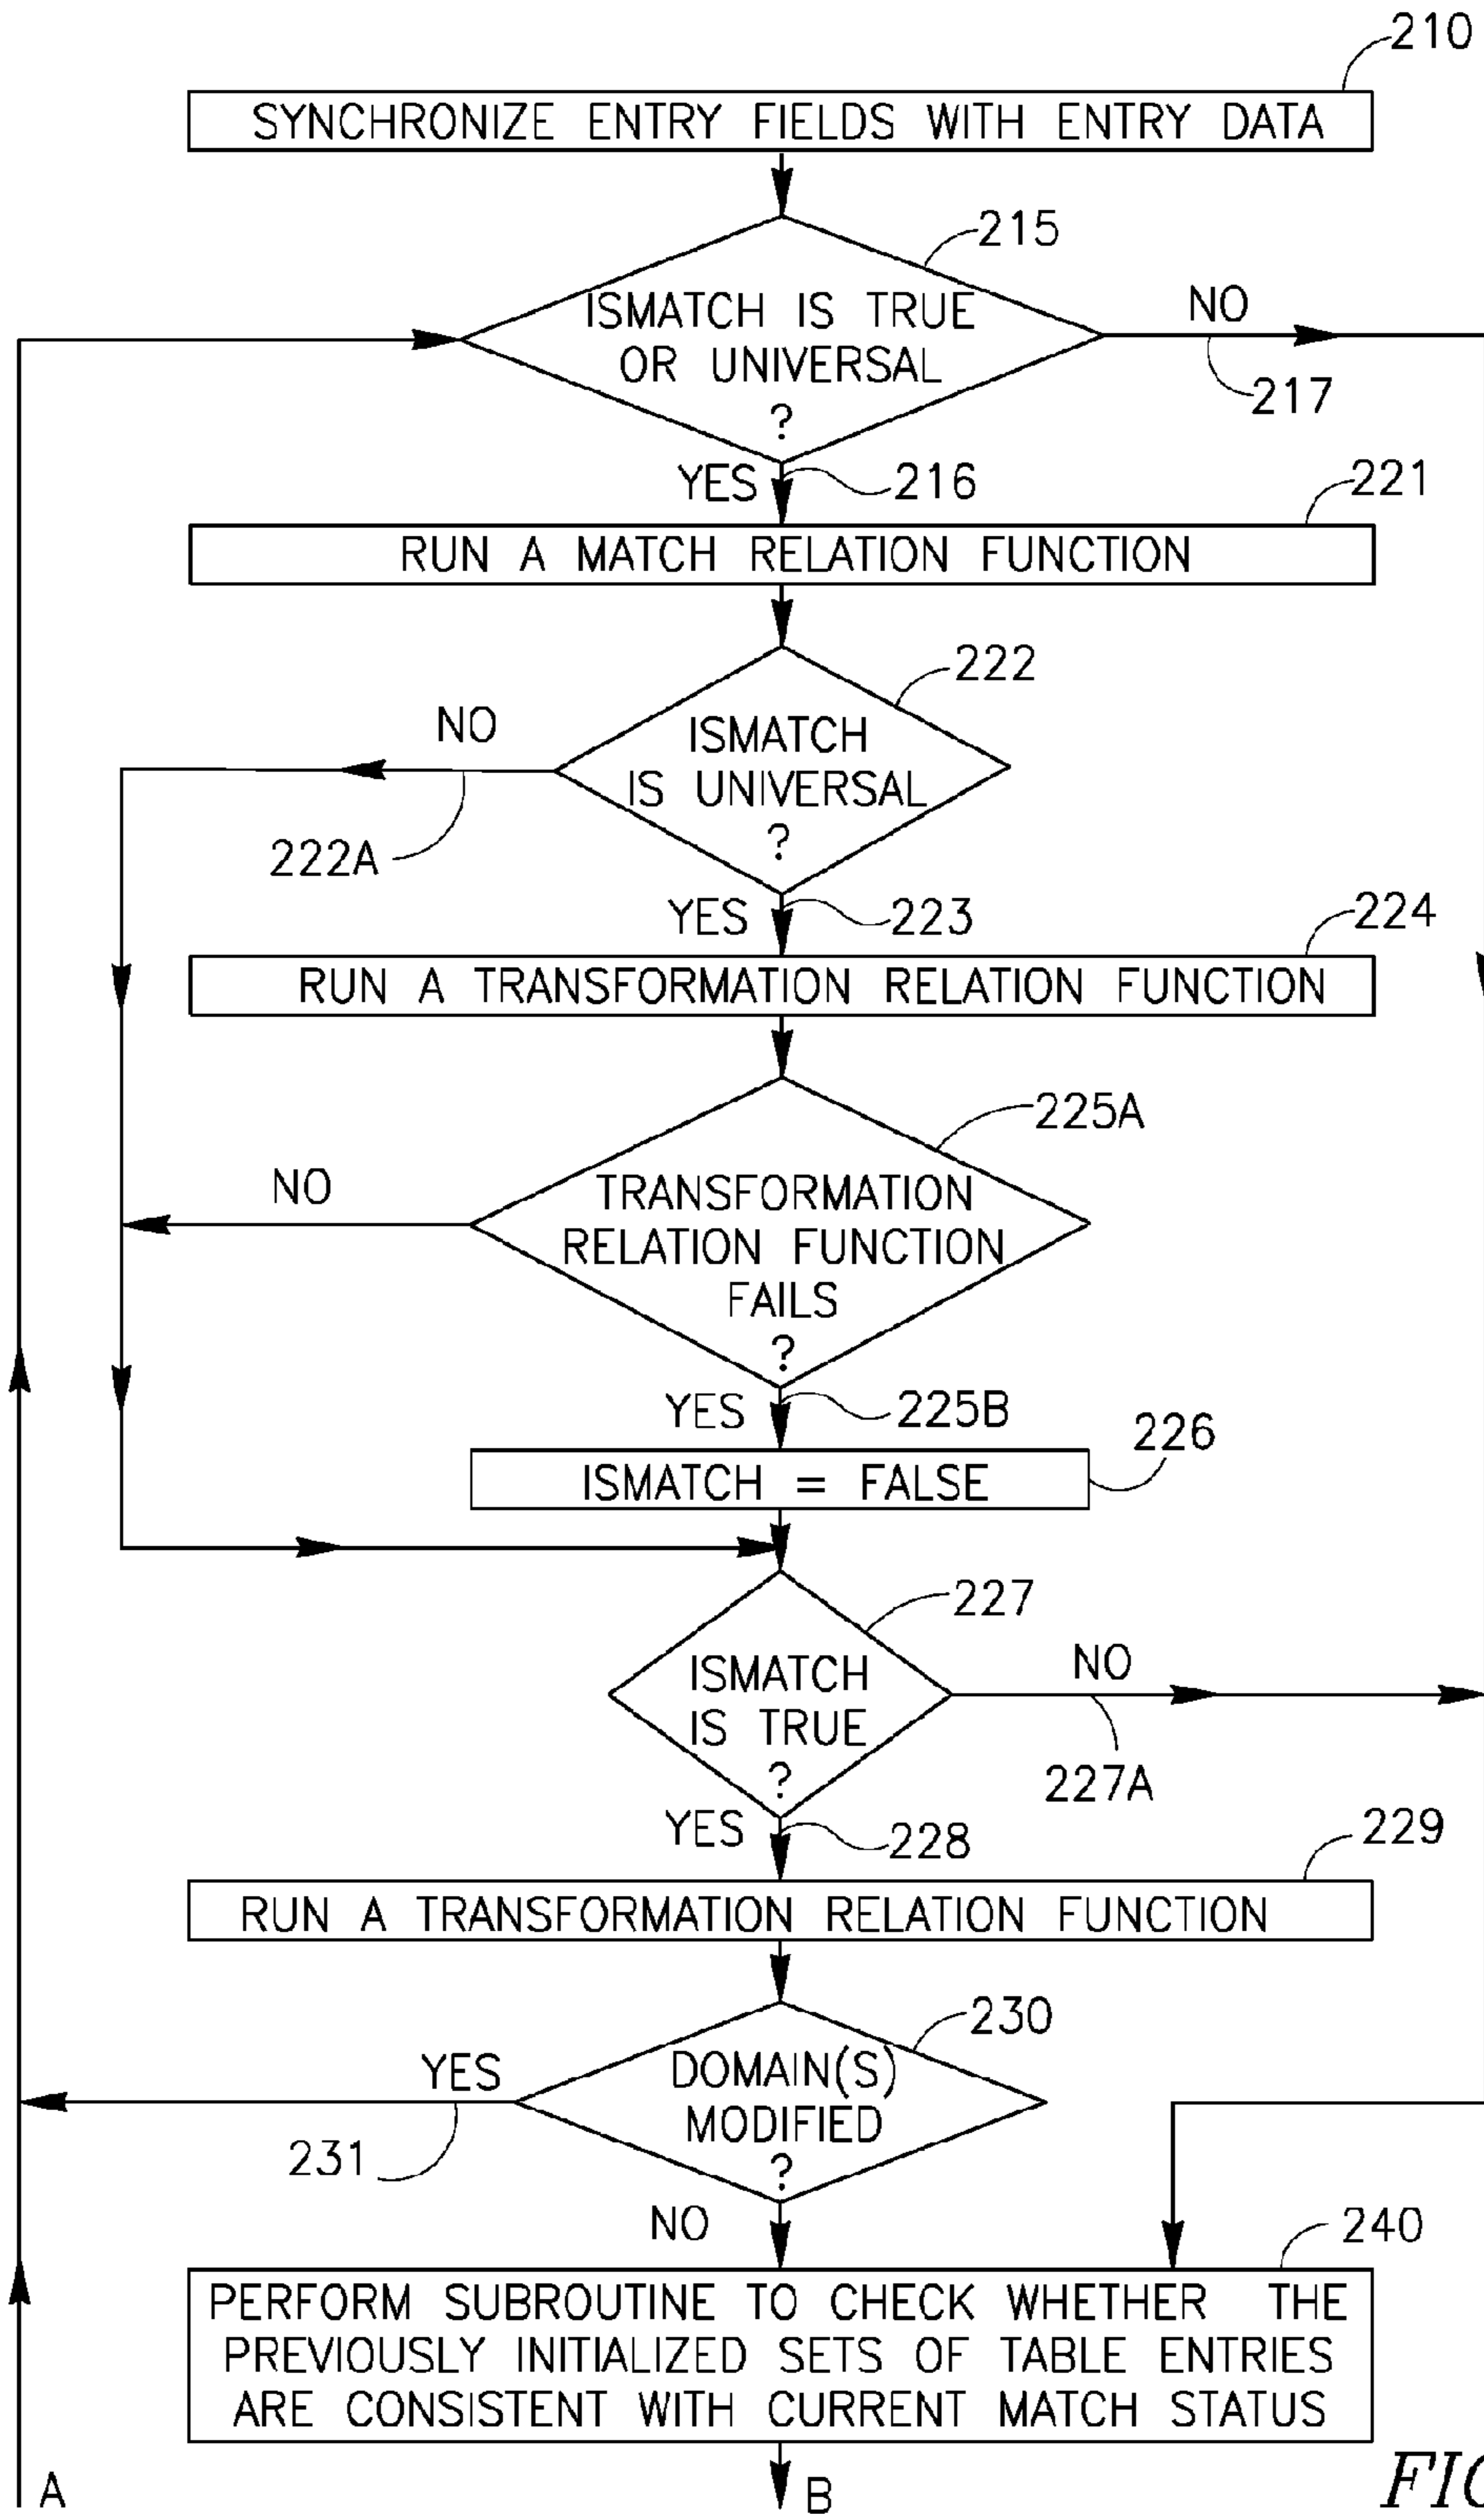 210
SYNCHRONIZE ENTRY FIELDS WITH ENTRY DATA
215
ISMATCH IS TRUE
OR UNIVERSAL
?
NO
217
YES
216
221
RUN A MATCH RELATION FUNCTION
222
ISMATCH
IS UNIVERSAL
?
NO
222A
YES
223
224
RUN A TRANSFORMATION RELATION FUNCTION
225A
TRANSFORMATION
RELATION FUNCTION
FAILS
?
NO
YES
225B
226
ISMATCH = FALSE
227
ISMATCH
IS TRUE
?
NO
227A
YES
228
229
RUN A TRANSFORMATION RELATION FUNCTION
230
DOMAIN(S)
MODIFIED
?
YES
231
NO
240
PERFORM SUBROUTINE TO CHECK WHETHER THE
PREVIOUSLY INITIALIZED SETS OF TABLE ENTRIES
ARE CONSISTENT WITH CURRENT MATCH STATUS
A
B